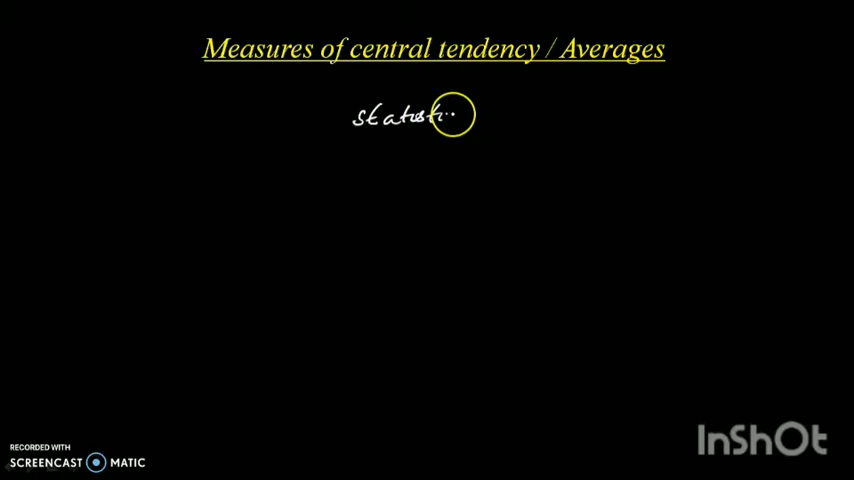 Measures of central tendency / Averages
statisti
RECORDED WITH
SCREENCAST MATIC
InShOt